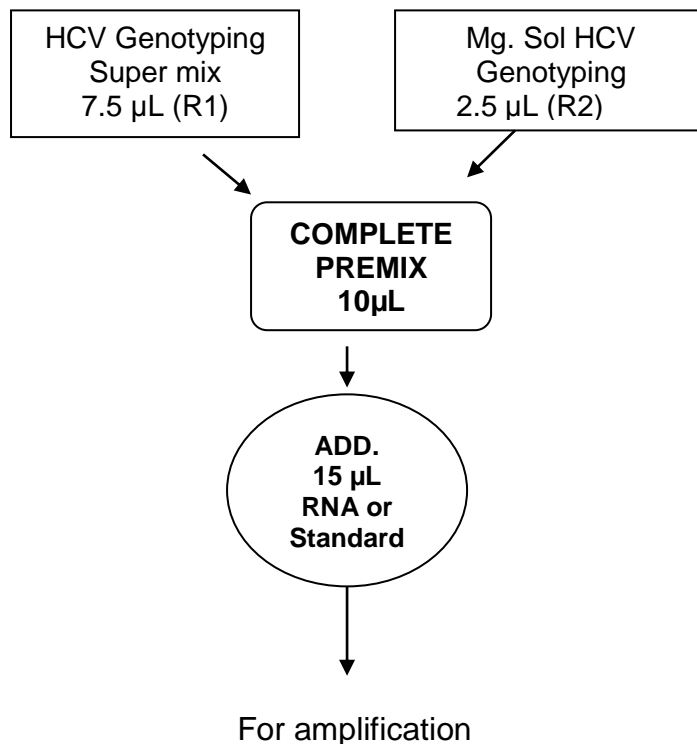 HCV Genotyping
Super mix
7.5 µL (R1)
Mg. Sol HCV
Genotyping
2.5 µL (R2)
COMPLETE
PREMIX
10µL
ADD.
15 µL
RNA or
Standard
For amplification